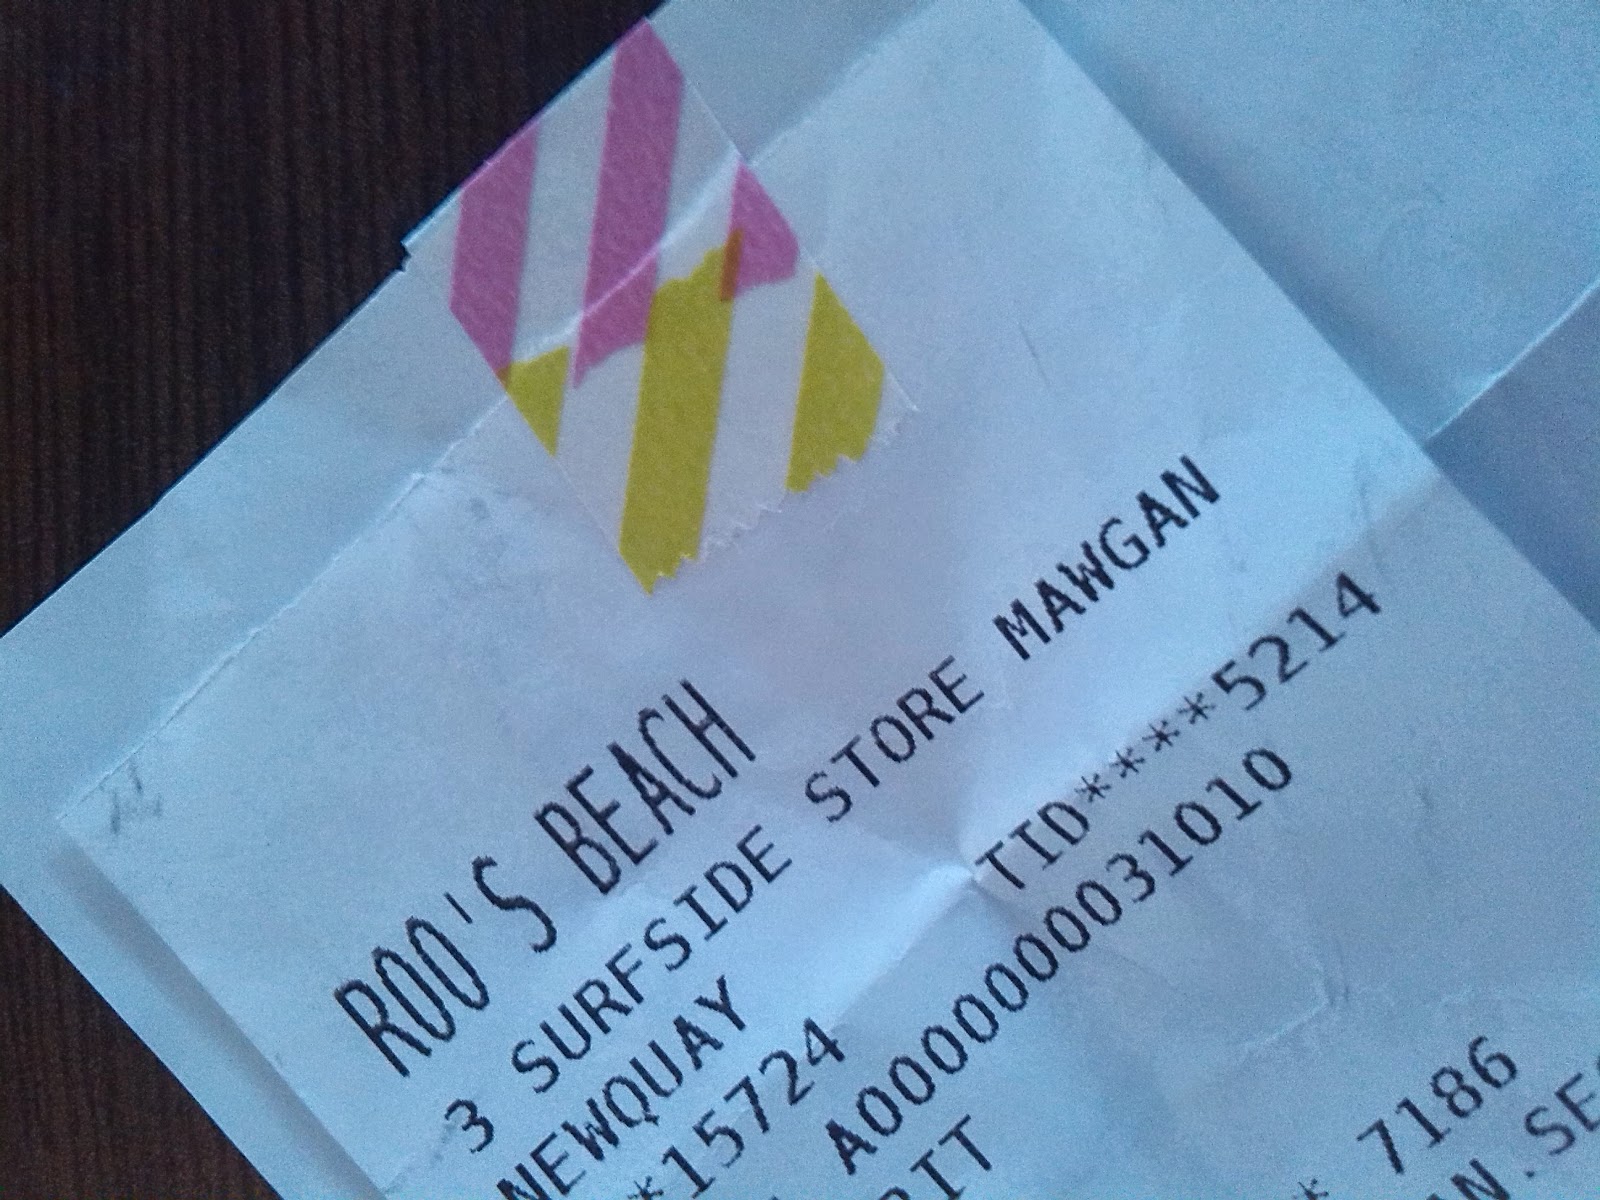 ROO'S BEACH
3 SURFSIDE STORE MAWGAN
NEWQUAY
*15724 TID****5214
A0000000031010
7186